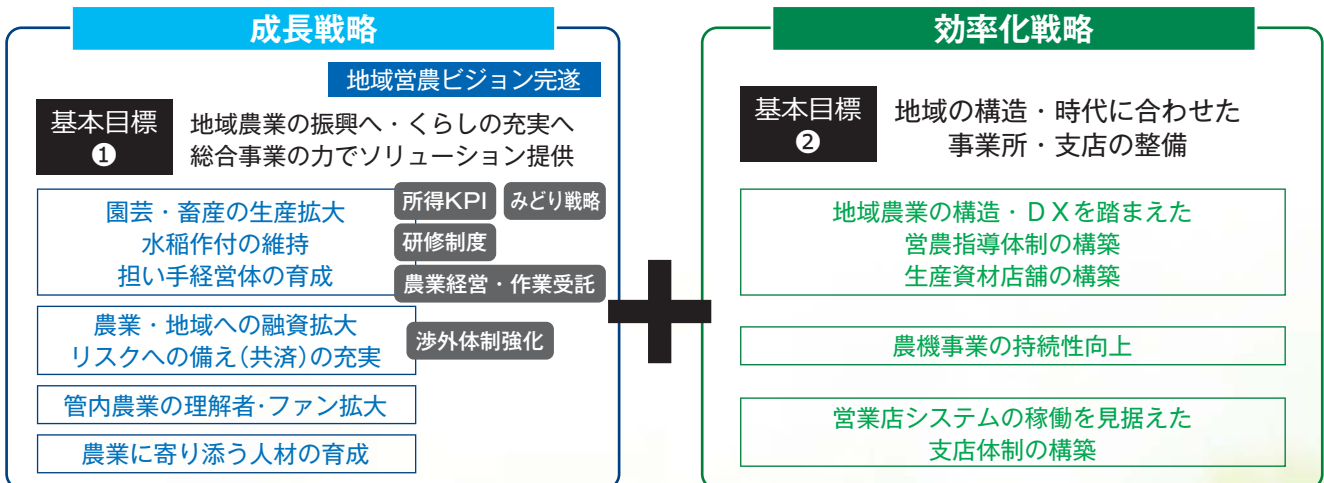 成長戦略
地域営農ビジョン完遂
基本目標
❶
地域農業の振興へ・くらしの充実へ
総合事業の力でソリューション提供
園芸・畜産の生産拡大
水稲作付の維持
担い手経営体の育成
所得KPI
みどり戦略
研修制度
農業経営・作業受託
農業・地域への融資拡大
リスクへの備え(共済)の充実
渉外体制強化
管内農業の理解者・ファン拡大
農業に寄り添う人材の育成
効率化戦略
基本目標
❷
地域の構造・時代に合わせた
事業所・支店の整備
地域農業の構造・DXを踏まえた
営農指導体制の構築
生産資材店舗の構築
農機事業の持続性向上
営業店システムの稼働を見据えた
支店体制の構築